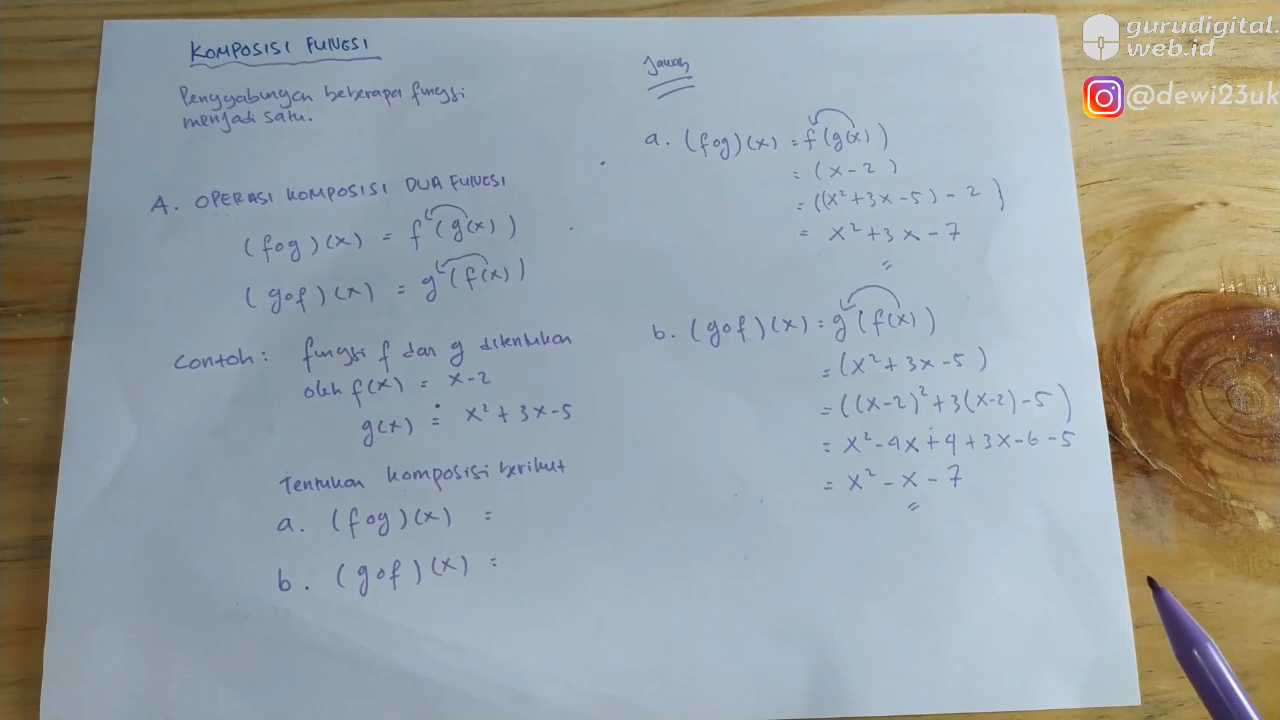 KOMPOSISI FUNGSI
Penggabungan beberapa fungsi
menjadi satu.
A. OPERASI KOMPOSISI DUA FUNGSI
(fog)(x) = f(g(x))
(gof)(x) = g(f(x))
Contoh: fungsi f dan g ditentukan
oleh f(x) = x-2
g(x) = x² + 3x-5
Tentukan komposisi berikut
a. (fog)(x) =
b. (gof)(x) =
Jawab
a. (fog)(x) = f(g(x))
= (x-2)
= ((x²+3x-5) - 2)
= x²+3x-7
b. (gof)(x) = g(f(x))
= (x²+3x-5)
= ((x-2)²+3(x-2)-5)
= x²-4x+4+3x-6-5
= x²-x-7
gurudigital.
web.id
@dewi23uk